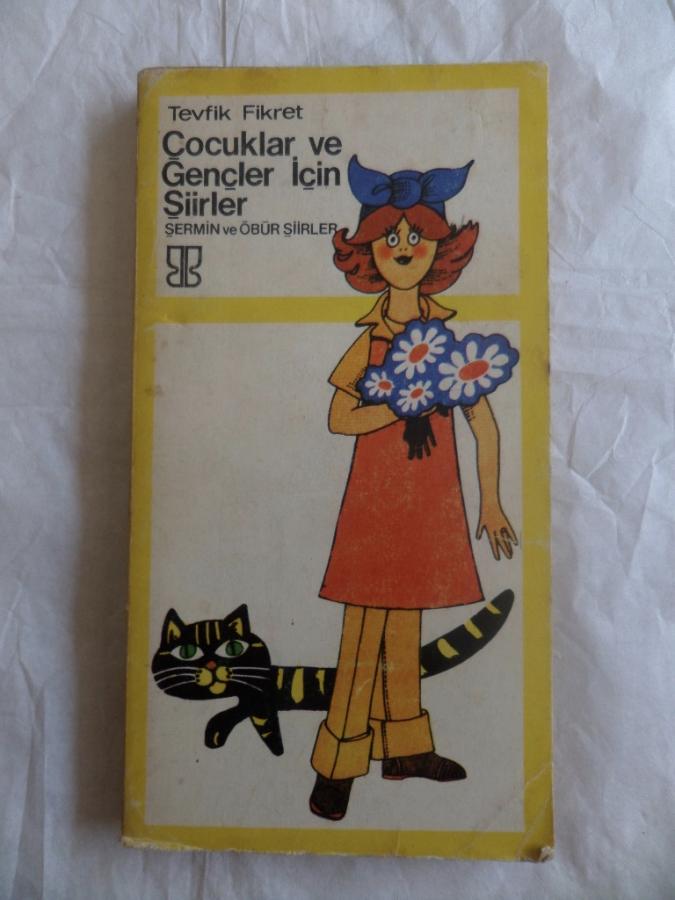 Tevfik Fikret
Çocuklar ve
Gençler İçin
Şiirler
ŞERMİN ve ÖBÜR ŞİİRLER